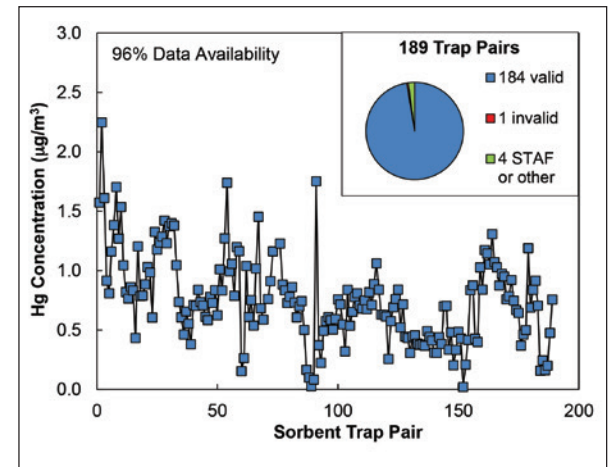 96% Data Availability
189 Trap Pairs
184 valid
1 invalid
4 STAF
or other
Hg Concentration (µg/m³)
3.0
2.5
2.0
1.5
1.0
0.5
0.0
0
50
100
150
200
Sorbent Trap Pair